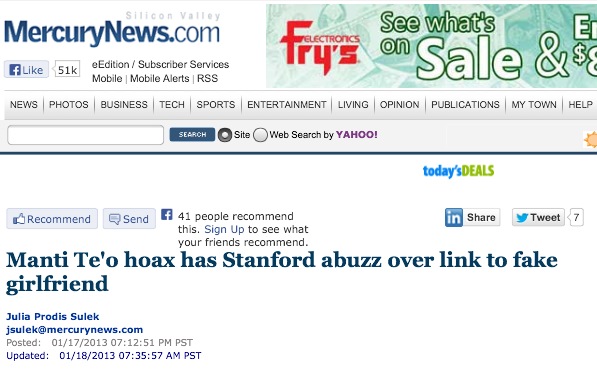 Silicon Valley
MercuryNews.com
Like 51k
eEdition / Subscriber Services
Mobile | Mobile Alerts | RSS
Fry's
ELECTRONICS
See what's
on Sale &
NEWS PHOTOS BUSINESS TECH SPORTS ENTERTAINMENT LIVING OPINION PUBLICATIONS MY TOWN HELP
SEARCH Site Web Search by YAHOO!
today'sDEALS
Recommend Send
41 people recommend
this. Sign Up to see what
your friends recommend.
Share Tweet 7
Manti Te'o hoax has Stanford abuzz over link to fake
girlfriend
Julia Prodis Sulek
jsulek@mercurynews.com
Posted: 01/17/2013 07:12:51 PM PST
Updated: 01/18/2013 07:35:57 AM PST